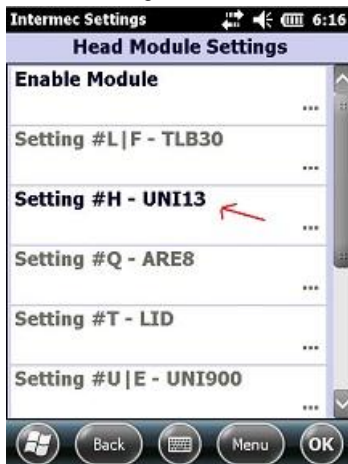 Intermec Settings 6:16
Head Module Settings
Enable Module
...
Setting #L|F - TLB30
...
Setting #H - UNI13
...
Setting #Q - ARE8
...
Setting #T - LID
...
Setting #U|E - UNI900
...
Back Menu OK